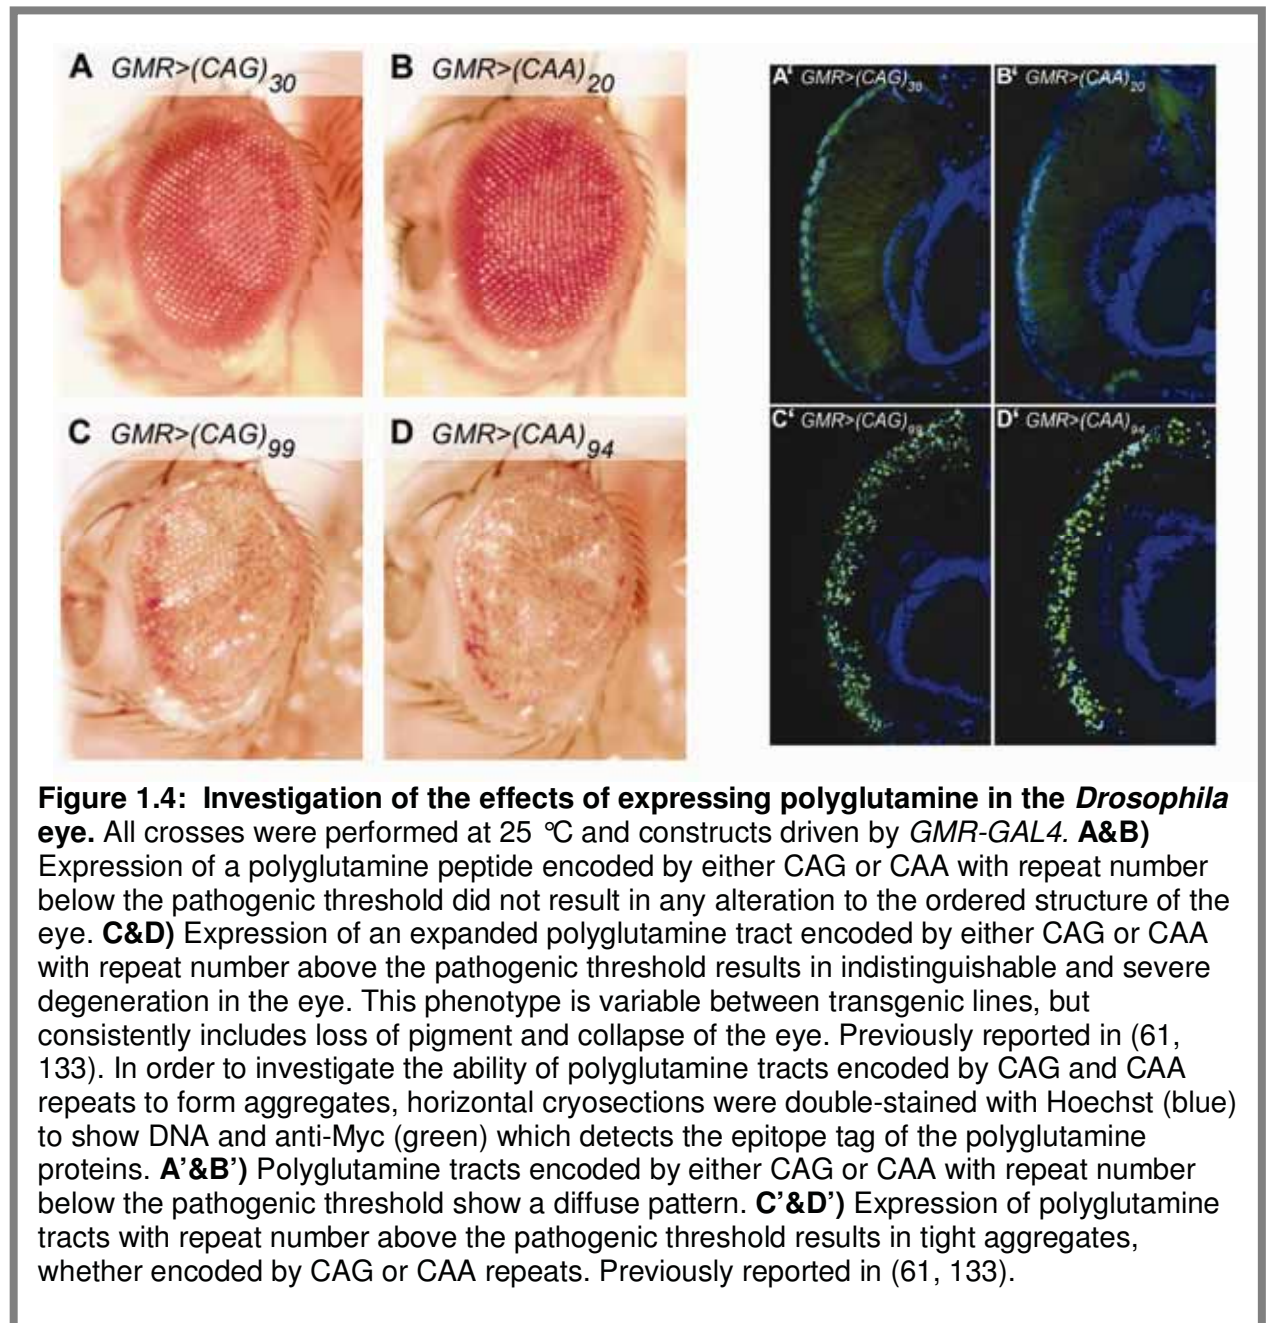 A GMR>(CAG)30
B GMR>(CAA)20
A' GMR>(CAG)30
B' GMR>(CAA)20
C GMR>(CAG)99
D GMR>(CAA)94
C' GMR>(CAG)99
D' GMR>(CAA)94
Figure 1.4: Investigation of the effects of expressing polyglutamine in the Drosophila
eye. All crosses were performed at 25 °C and constructs driven by GMR-GAL4. A&B)
Expression of a polyglutamine peptide encoded by either CAG or CAA with repeat number
below the pathogenic threshold did not result in any alteration to the ordered structure of the
eye. C&D) Expression of an expanded polyglutamine tract encoded by either CAG or CAA
with repeat number above the pathogenic threshold results in indistinguishable and severe
degeneration in the eye. This phenotype is variable between transgenic lines, but
consistently includes loss of pigment and collapse of the eye. Previously reported in (61,
133). In order to investigate the ability of polyglutamine tracts encoded by CAG and CAA
repeats to form aggregates, horizontal cryosections were double-stained with Hoechst (blue)
to show DNA and anti-Myc (green) which detects the epitope tag of the polyglutamine
proteins. A’&B’) Polyglutamine tracts encoded by either CAG or CAA with repeat number
below the pathogenic threshold show a diffuse pattern. C’&D’) Expression of polyglutamine
tracts with repeat number above the pathogenic threshold results in tight aggregates,
whether encoded by CAG or CAA repeats. Previously reported in (61, 133).